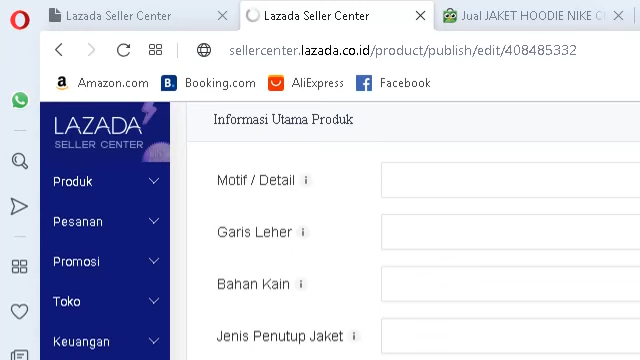 Lazada Seller Center
Lazada Seller Center
Jual JAKET HOODIE NIKE
sellercenter.lazada.co.id/product/publish/edit/408485332
Amazon.com
Booking.com
AliExpress
Facebook
LAZADA
SELLER CENTER
Produk
Pesanan
Promosi
Toko
Keuangan
Informasi Utama Produk
Motif / Detail
Garis Leher
Bahan Kain
Jenis Penutup Jaket